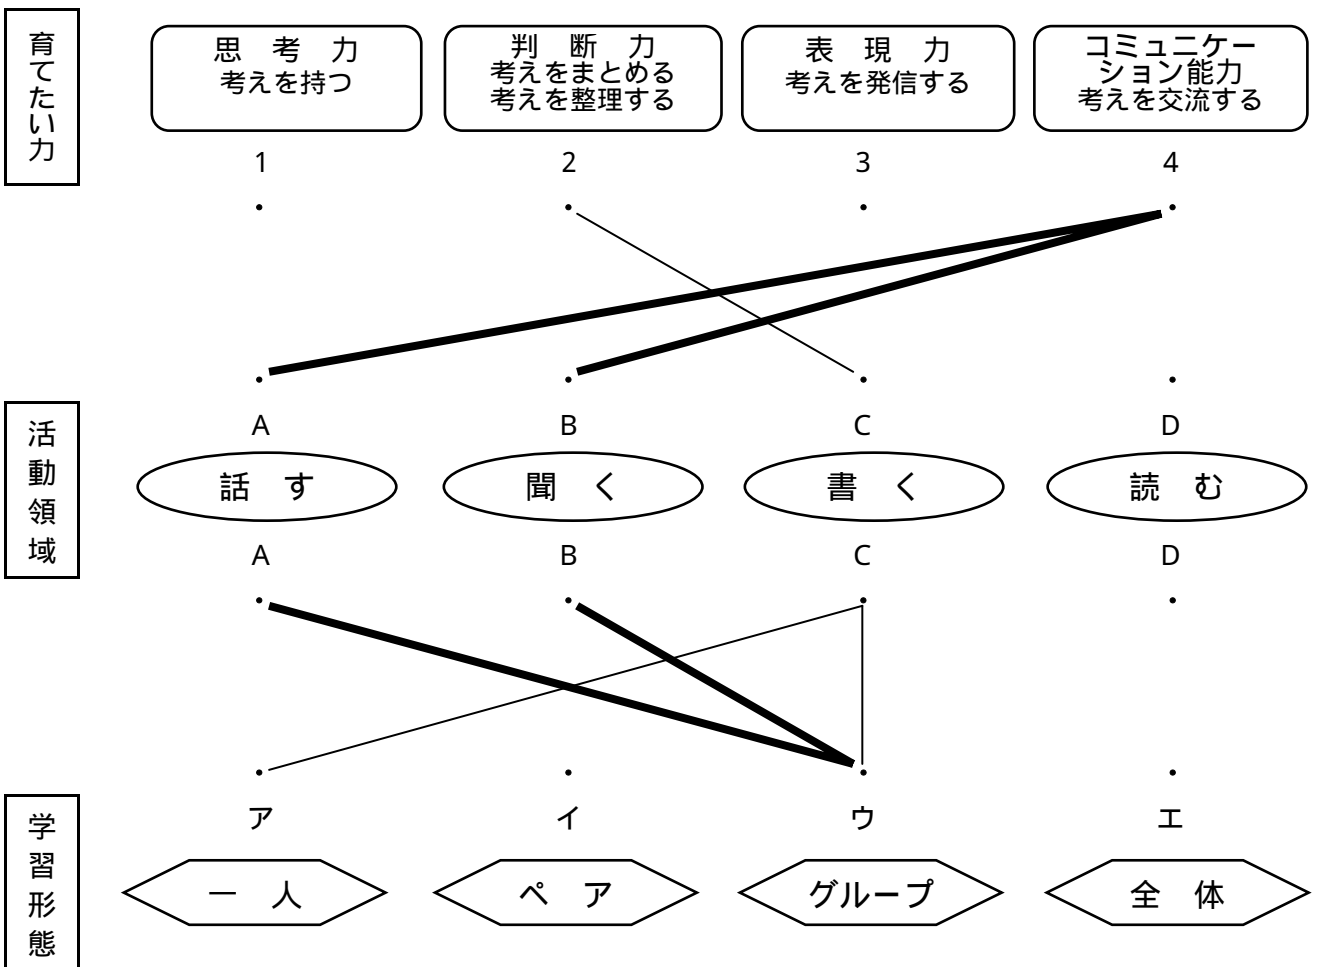 育てたい力
思 考 力
考えを持つ
判 断 力
考えをまとめる
考えを整理する
表 現 力
考えを発信する
コミュニケー
ション能力
考えを交流する
1 2 3 4
活動領域
A B C D
話 す
聞 く
書 く
読 む
A B C D
学習形態
ア イ ウ エ
一 人
ペ ア
グループ
全 体